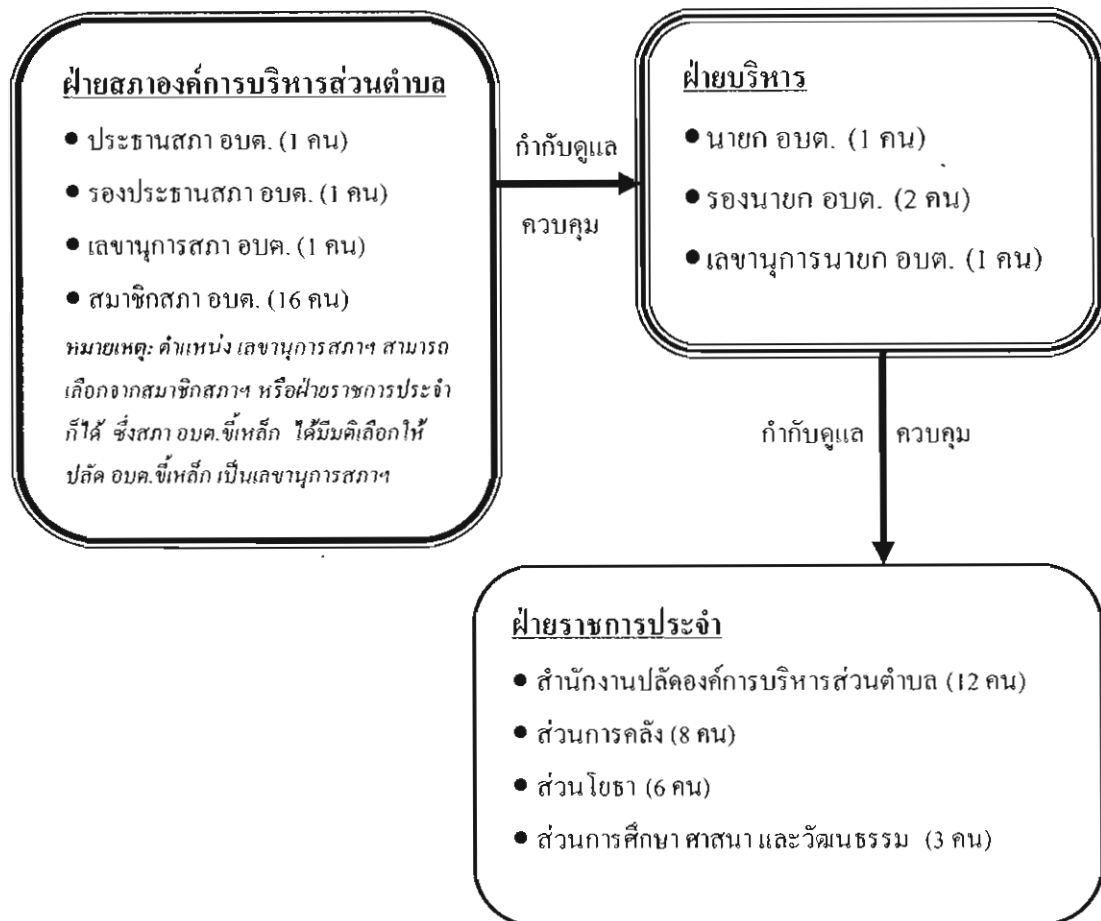 ฝ่ายสภาองค์การบริหารส่วนตำบล
● ประธานสภา อบต. (1 คน)
● รองประธานสภา อบต. (1 คน)
● เลขานุการสภา อบต. (1 คน)
● สมาชิกสภา อบต. (16 คน)
หมายเหตุ: ตำแหน่ง เลขานุการสภาฯ สามารถ
เลือกจากสมาชิกสภาฯ หรือฝ่ายราชการประจำ
ก็ได้ ซึ่งสภา อบต.ขี้เหล็ก ได้มีมติเลือกให้
ปลัด อบต.ขี้เหล็ก เป็นเลขานุการสภาฯ
กำกับดูแล
ควบคุม
ฝ่ายบริหาร
● นายก อบต. (1 คน)
● รองนายก อบต. (2 คน)
● เลขานุการนายก อบต. (1 คน)
กำกับดูแล ควบคุม
ฝ่ายราชการประจำ
● สำนักงานปลัดองค์การบริหารส่วนตำบล (12 คน)
● ส่วนการคลัง (8 คน)
● ส่วนโยธา (6 คน)
● ส่วนการศึกษา ศาสนา และวัฒนธรรม (3 คน)